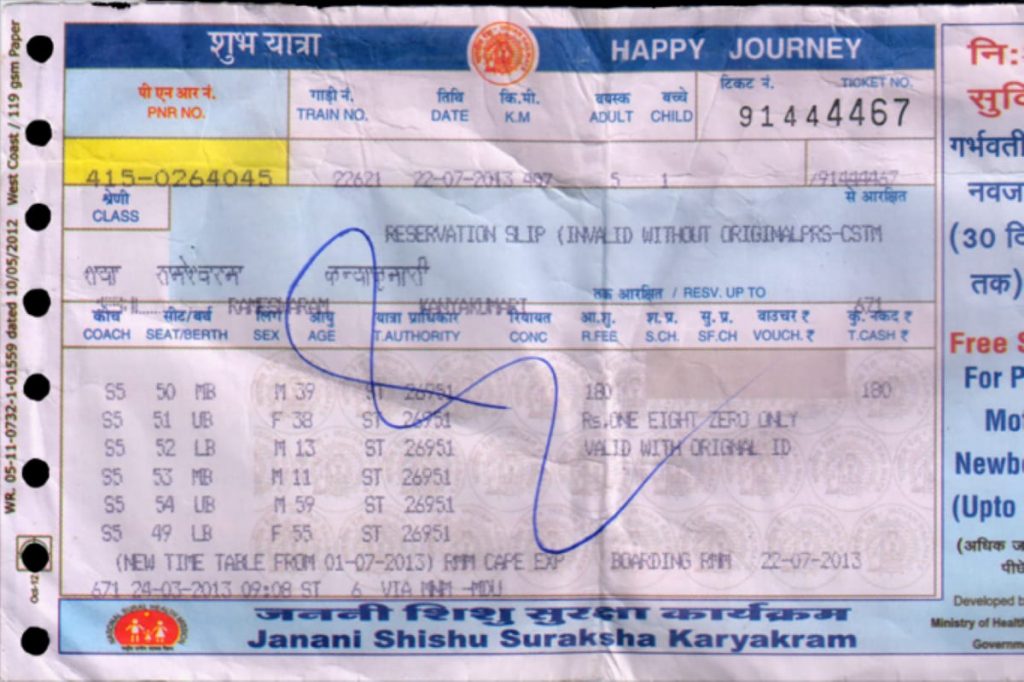 शुभ यात्रा HAPPY JOURNEY
पी एन आर नं. गाड़ी नं. तिथि कि.मी. वयस्क बच्चे टिकट नं. TICKET NO.
PNR NO. TRAIN NO. DATE K.M ADULT CHILD 91444467
415-0264045 22621 22-07-2013 407 5 1 /91444467
श्रेणी से आरक्षित
CLASS
RESERVATION SLIP (INVALID WITHOUT ORIGINALPRS-CSTM
रामेश्वरम कन्याकुमारी
तक आरक्षित / RESV. UP TO
RAMESWARAM KANYAKUMARI 671
कोच सीट/बर्थ लिंग आयु यात्रा प्राधिकार रियायत आ.शु. श.प्र. सु.प्र. वाउचर ₹ कु. नकद ₹
COACH SEAT/BERTH SEX AGE T.AUTHORITY CONC R.FEE S.CH. SF.CH VOUCH.₹ T.CASH ₹
S5 50 MB M 39 ST 26951 180 180
S5 51 UB F 38 ST 26951 Rs.ONE EIGHT ZERO ONLY
S5 52 LB M 13 ST 26951 VALID WITH ORIGNAL ID
S5 53 MB M 11 ST 26951
S5 54 UB M 59 ST 26951
S5 49 LB F 55 ST 26951
(NEW TIME TABLE FROM 01-07-2013) RMM CAPE EXP BOARDING RMM 22-07-2013
671 24-03-2013 09:08 ST 6 VIA MNM -MDU
जननी शिशु सुरक्षा कार्यक्रम
Janani Shishu Suraksha Karyakram
WR. 05-11-0732-1-01559 dated 10/05/2012 West Coast / 119 gsm Paper
Oct-12
नि:
सुवि
गर्भवती
नवज
(30 दि
तक)
Free S
For P
Mo
Newb
(Upto
(अधिक ज
पीछे
Developed b
Ministry of Healt
Governm